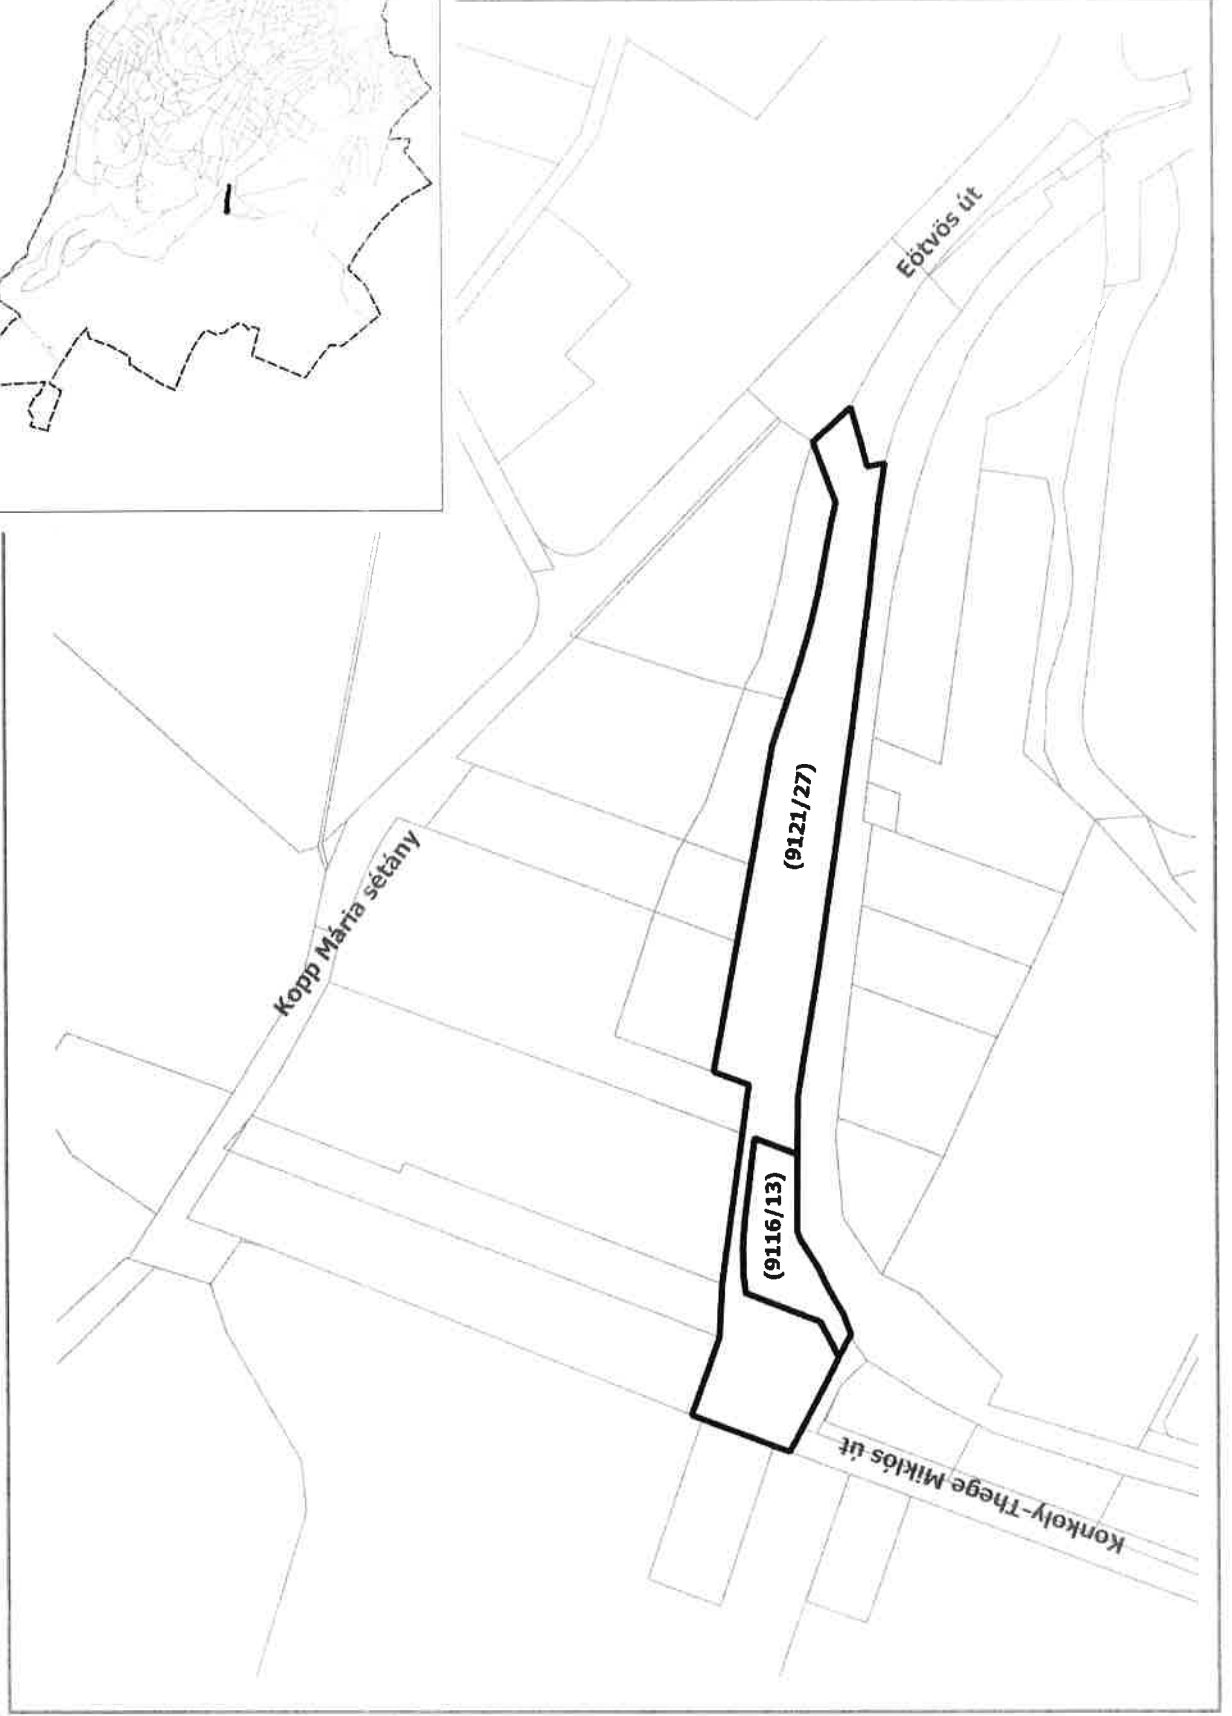 Eötvös út
Kopp Mária sétány
(9121/27)
(9116/13)
Konkoly-Thege Miklós út